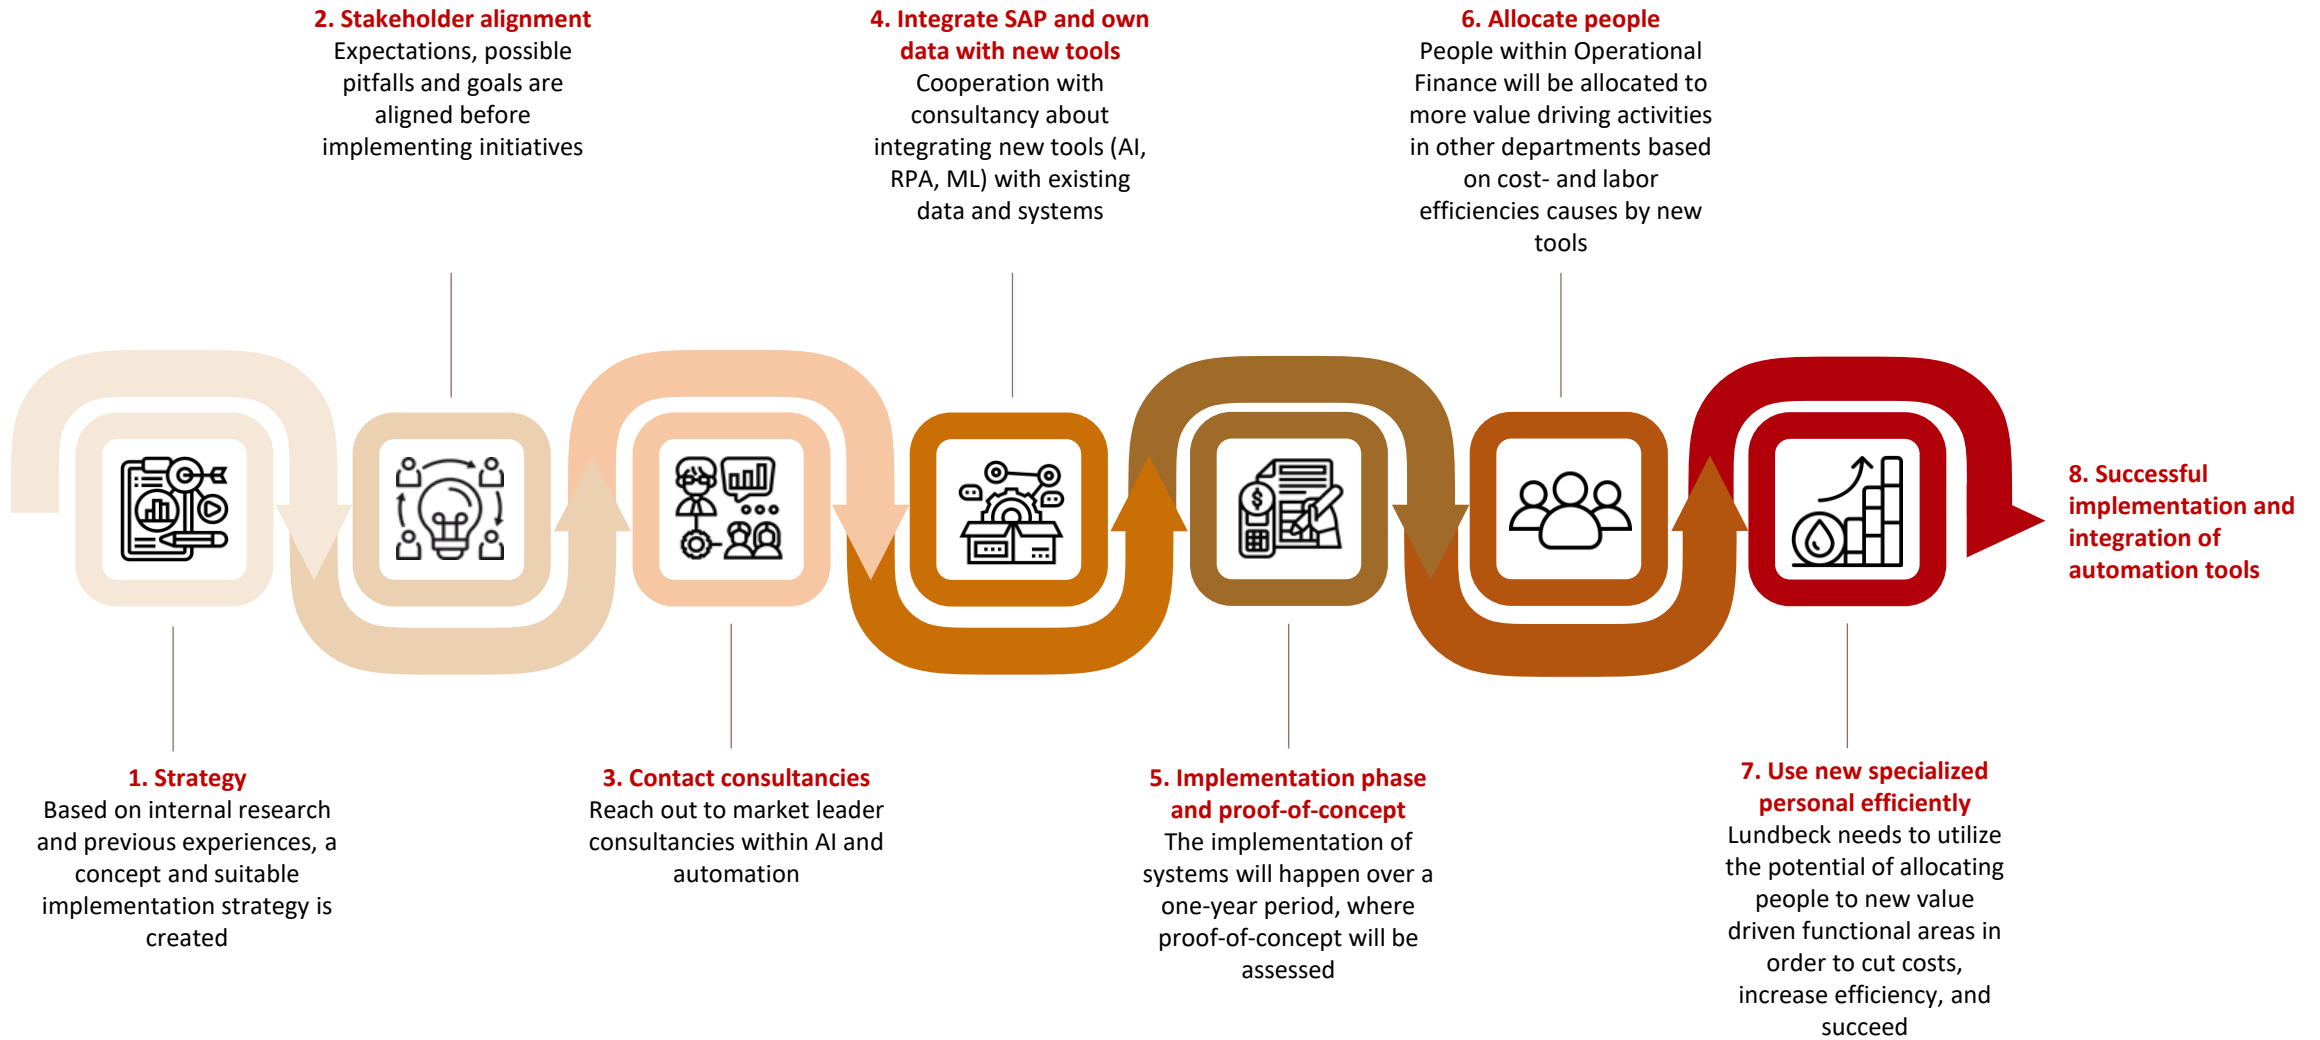 1. Strategy
Based on internal research
and previous experiences, a
concept and suitable
implementation strategy is
created
2. Stakeholder alignment
Expectations, possible
pitfalls and goals are
aligned before
implementing initiatives
3. Contact consultancies
Reach out to market leader
consultancies within AI and
automation
4. Integrate SAP and own
data with new tools
Cooperation with
consultancy about
integrating new tools (AI,
RPA, ML) with existing
data and systems
5. Implementation phase
and proof-of-concept
The implementation of
systems will happen over a
one-year period, where
proof-of-concept will be
assessed
6. Allocate people
People within Operational
Finance will be allocated to
more value driving activities
in other departments based
on cost- and labor
efficiencies causes by new
tools
7. Use new specialized
personal efficiently
Lundbeck needs to utilize
the potential of allocating
people to new value
driven functional areas in
order to cut costs,
increase efficiency, and
succeed
8. Successful
implementation and
integration of
automation tools